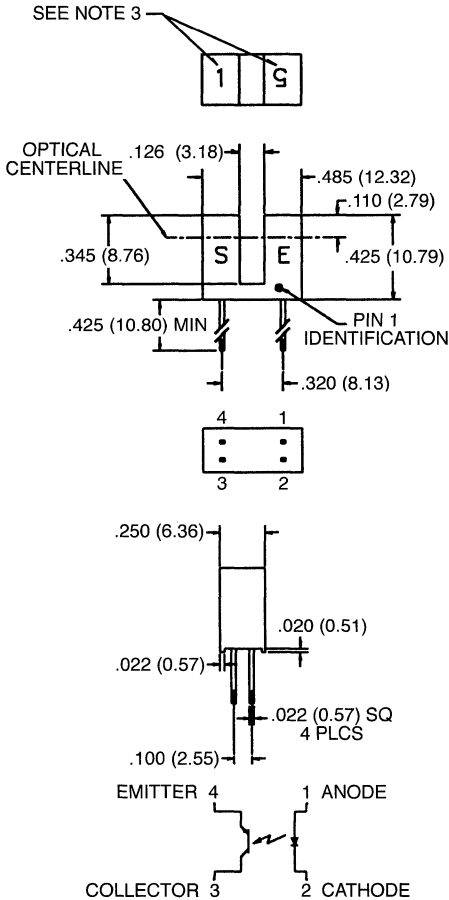 SEE NOTE 3
1 5
OPTICAL
CENTERLINE
.126 (3.18)
.485 (12.32)
.110 (2.79)
.345 (8.76)
S E
.425 (10.79)
.425 (10.80) MIN
PIN 1
IDENTIFICATION
.320 (8.13)
4 1
3 2
.250 (6.36)
.020 (0.51)
.022 (0.57)
.022 (0.57) SQ
4 PLCS
.100 (2.55)
EMITTER 4 1 ANODE
COLLECTOR 3 2 CATHODE